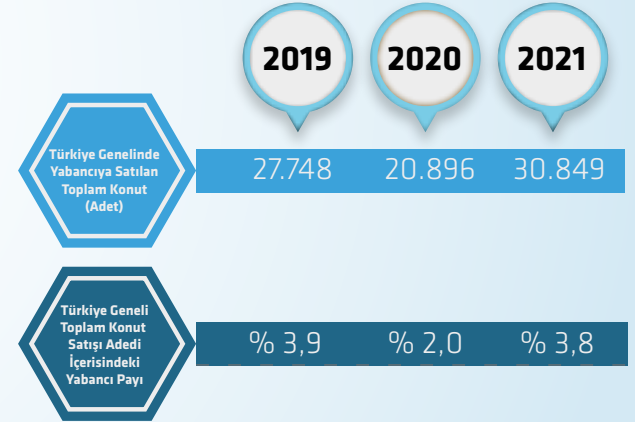 2019 2020 2021
Türkiye Genelinde
Yabancıya Satılan
Toplam Konut
(Adet)
27.748 20.896 30.849
Türkiye Geneli
Toplam Konut
Satışı Adedi
İçerisindeki
Yabancı Payı
% 3,9 % 2,0 % 3,8